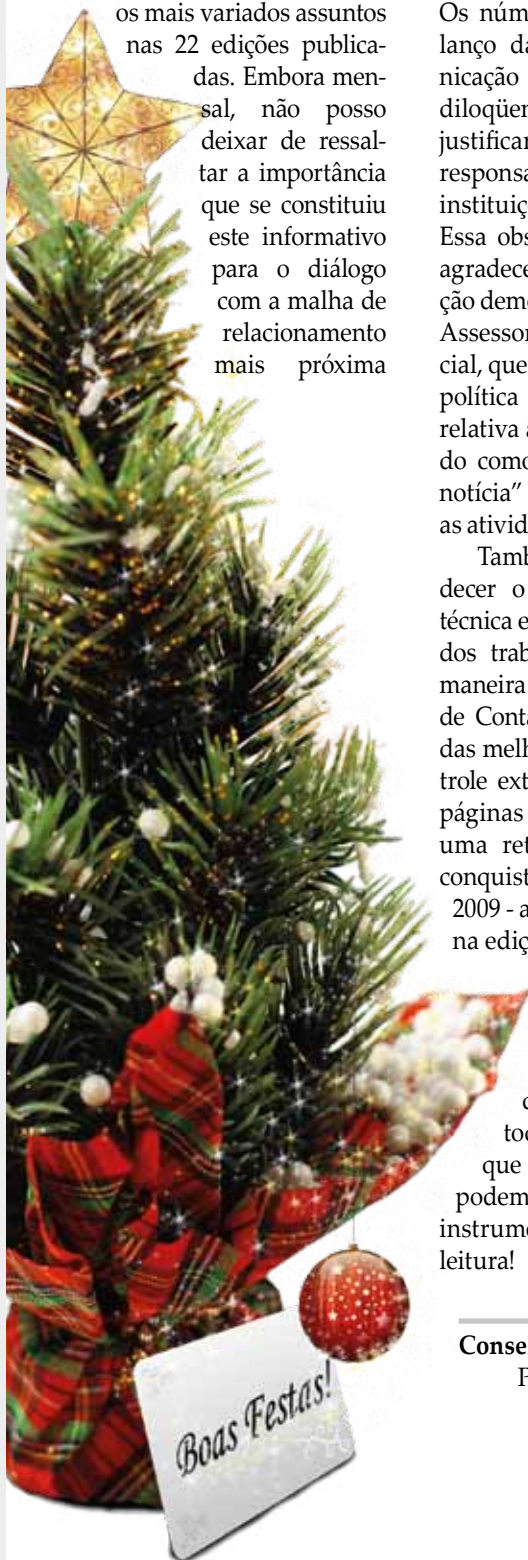 os mais variados assuntos
nas 22 edições publica-
das. Embora men-
sal, não posso
deixar de ressal-
tar a importância
que se constituiu
este informativo
para o diálogo
com a malha de
relacionamento
mais próxima
Os núm
lanço da
nicação
diloqüen
justifican
responsa
instituiç
Essa obs
agradece
ção demo
Assessor
cial, que
política
relativa a
do como
notícia”
as ativid
Tamb
decer o
técnica e
dos trab
maneira
de Conta
das melh
trole ext
páginas
uma ret
conquist
2009 - a
na ediç
toc
que
podem
instrume
leitura!
Conse
Boas Festas!